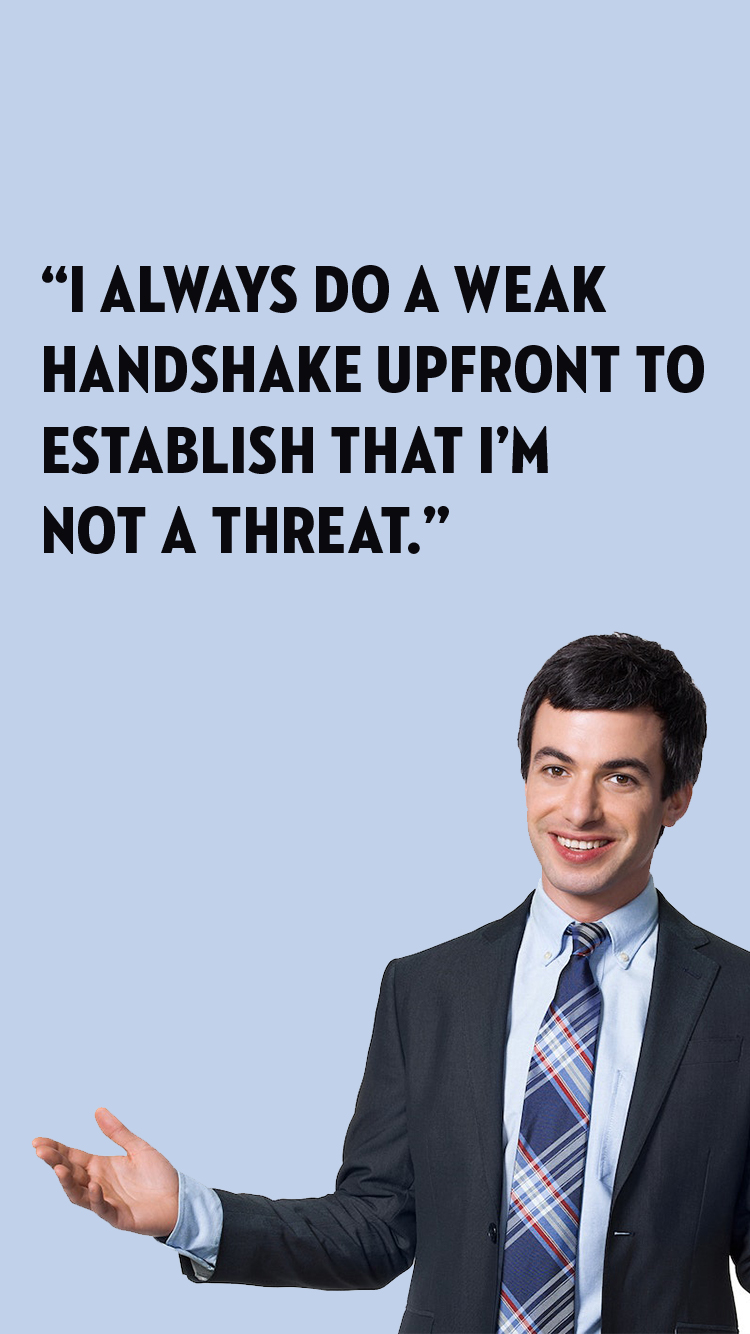 “I ALWAYS DO A WEAK
HANDSHAKE UPFRONT TO
ESTABLISH THAT I’M
NOT A THREAT.”